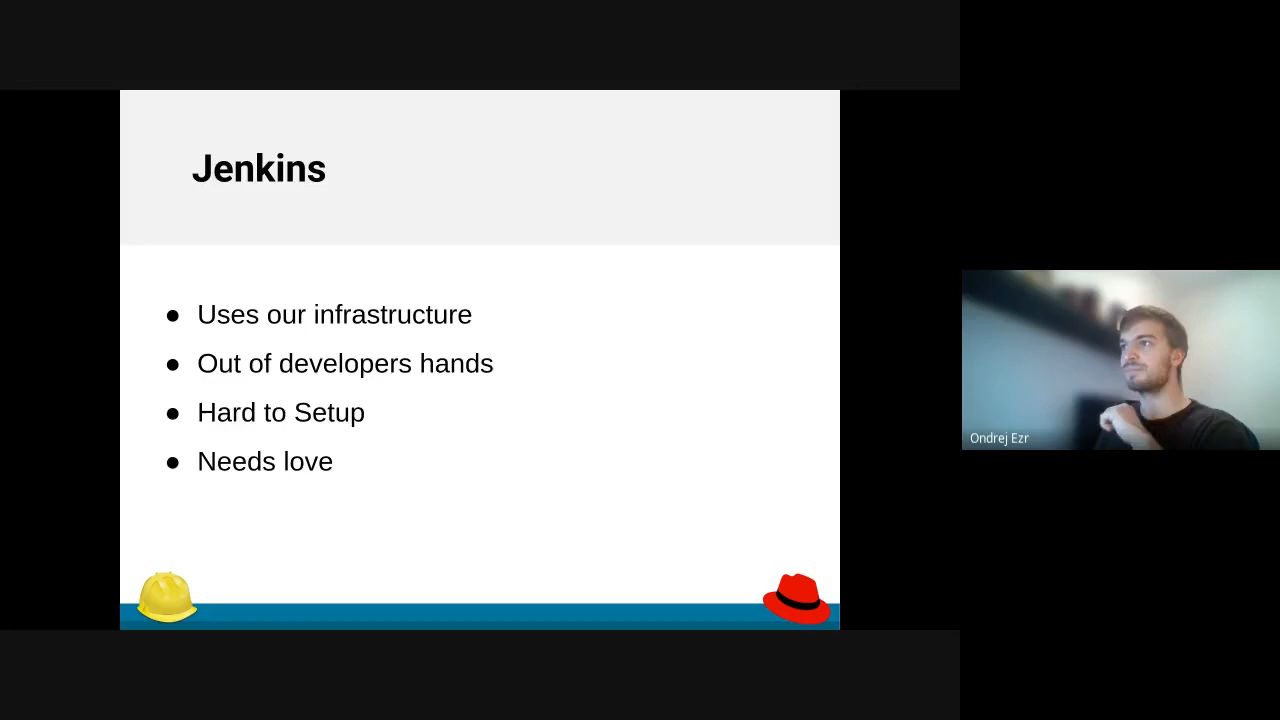 Jenkins
Uses our infrastructure
Out of developers hands
Hard to Setup
Needs love
Ondrej Ezr